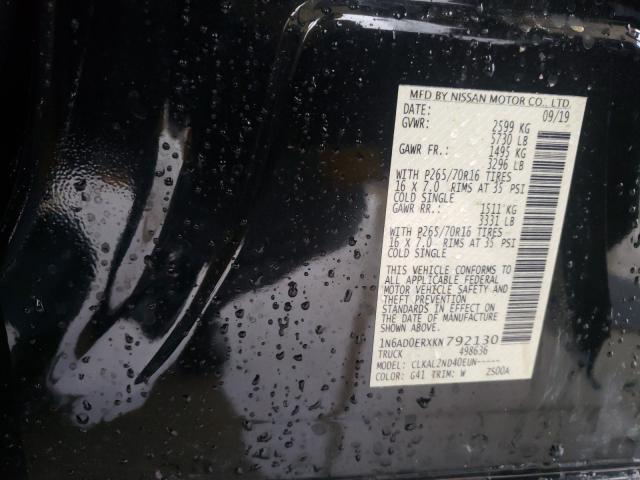 MFD BY NISSAN MOTOR CO., LTD.
DATE: 09/19
GVWR: 2599 KG
5730 LB
GAWR FR.: 1495 KG
3296 LB
WITH P265/70R16 TIRES
16 X 7.0 RIMS AT 35 PSI
COLD SINGLE
GAWR RR.: 1511 KG
3331 LB
WITH P265/70R16 TIRES
16 X 7.0 RIMS AT 35 PSI
COLD SINGLE
THIS VEHICLE CONFORMS TO
ALL APPLICABLE FEDERAL
MOTOR VEHICLE SAFETY AND
THEFT PREVENTION
STANDARDS IN EFFECT ON
THE DATE OF MANUFACTURE
SHOWN ABOVE.
1N6AD0ERXKN792130
TRUCK 498636
MODEL: CLKAL2ND40EUN-----
COLOR: G41 TRIM: W ZS00A